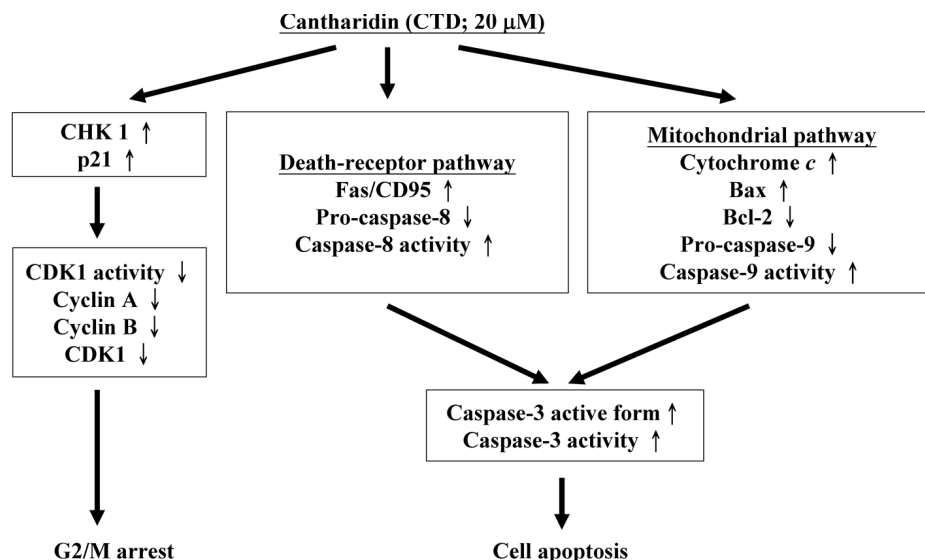 Cantharidin (CTD; 20 μM)
CHK 1 ↑
p21 ↑
CDK1 activity ↓
Cyclin A ↓
Cyclin B ↓
CDK1 ↓
G2/M arrest
Death-receptor pathway
Fas/CD95 ↑
Pro-caspase-8 ↓
Caspase-8 activity ↑
Mitochondrial pathway
Cytochrome c ↑
Bax ↑
Bcl-2 ↓
Pro-caspase-9 ↓
Caspase-9 activity ↑
Caspase-3 active form ↑
Caspase-3 activity ↑
Cell apoptosis